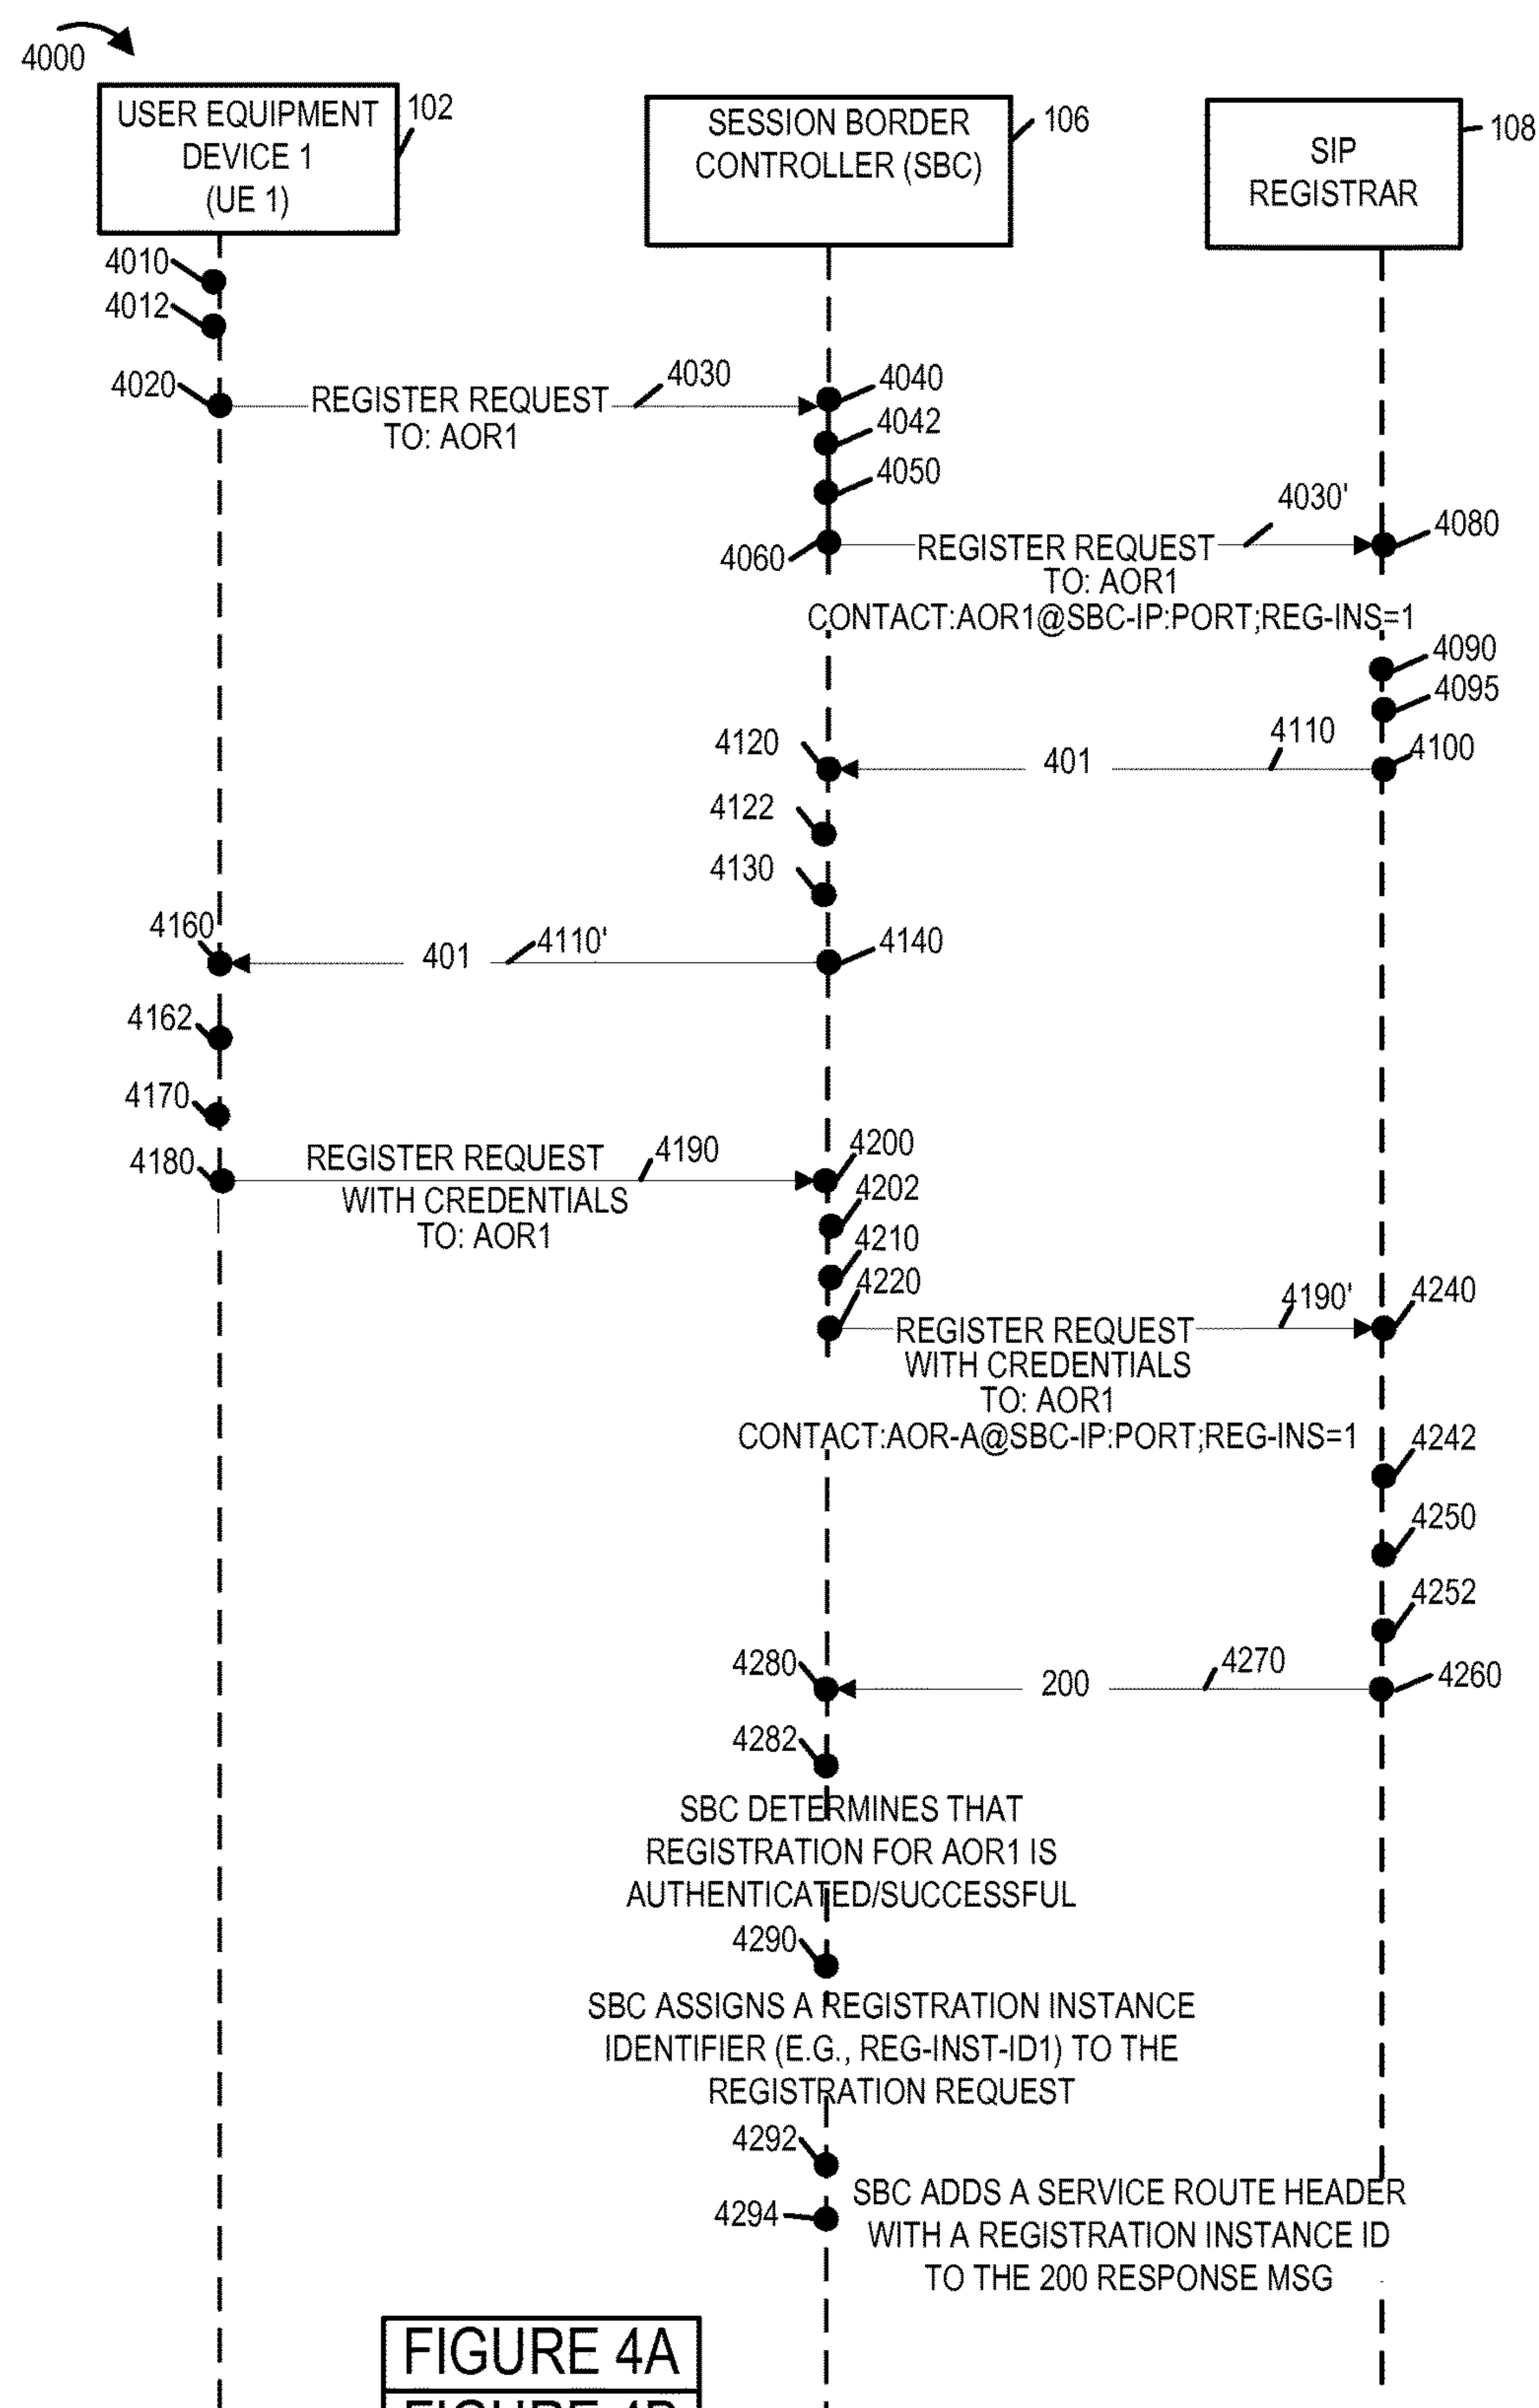 4000
USER EQUIPMENT
DEVICE 1
(UE 1)
102
SESSION BORDER
CONTROLLER (SBC)
106
SIP
REGISTRAR
108
4010
4012
4020
REGISTER REQUEST
TO: AOR1
4030
4040
4042
4050
4060
REGISTER REQUEST
TO: AOR1
CONTACT:AOR1@SBC-IP:PORT;REG-INS=1
4030'
4080
4090
4095
4100
4110
401
4120
4122
4130
4140
4110'
401
4160
4162
4170
4180
REGISTER REQUEST
WITH CREDENTIALS
TO: AOR1
4190
4200
4202
4210
4220
REGISTER REQUEST
WITH CREDENTIALS
TO: AOR1
CONTACT:AOR-A@SBC-IP:PORT;REG-INS=1
4190'
4240
4242
4250
4252
4260
4270
200
4280
4282
SBC DETERMINES THAT
REGISTRATION FOR AOR1 IS
AUTHENTICATED/SUCCESSFUL
4290
SBC ASSIGNS A REGISTRATION INSTANCE
IDENTIFIER (E.G., REG-INST-ID1) TO THE
REGISTRATION REQUEST
4292
4294
SBC ADDS A SERVICE ROUTE HEADER
WITH A REGISTRATION INSTANCE ID
TO THE 200 RESPONSE MSG
FIGURE 4A